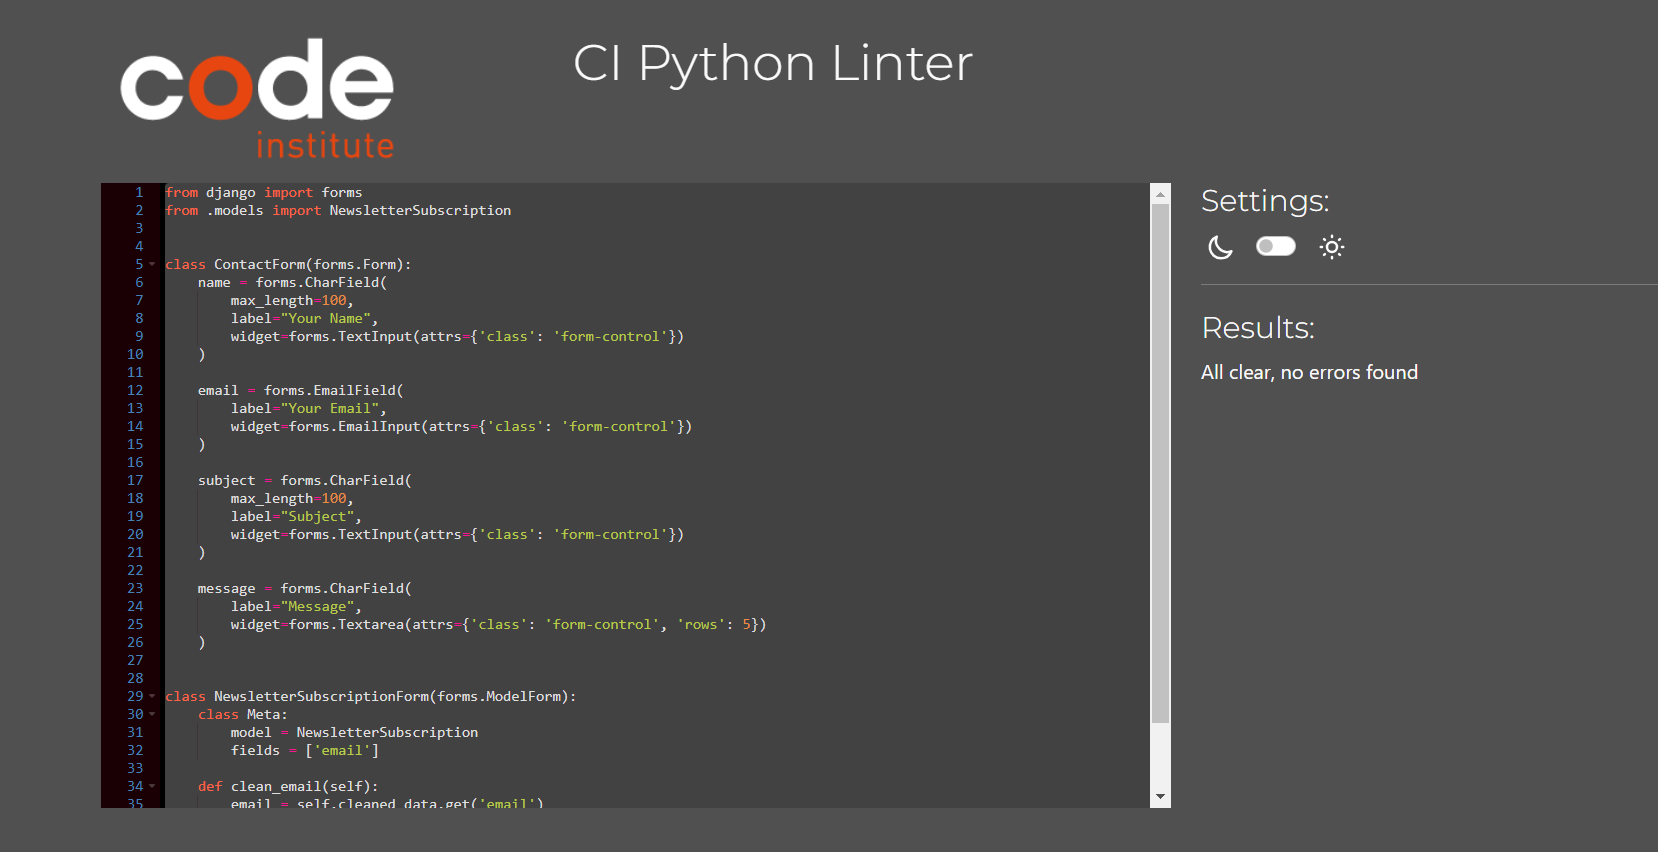 code
institute
CI Python Linter
1 from django import forms
2 from .models import NewsletterSubscription
3
4
5 class ContactForm(forms.Form):
6     name = forms.CharField(
7         max_length=100,
8         label="Your Name",
9         widget=forms.TextInput(attrs={'class': 'form-control'})
10     )
11
12     email = forms.EmailField(
13         label="Your Email",
14         widget=forms.EmailInput(attrs={'class': 'form-control'})
15     )
16
17     subject = forms.CharField(
18         max_length=100,
19         label="Subject",
20         widget=forms.TextInput(attrs={'class': 'form-control'})
21     )
22
23     message = forms.CharField(
24         label="Message",
25         widget=forms.Textarea(attrs={'class': 'form-control', 'rows': 5})
26     )
27
28
29 class NewsletterSubscriptionForm(forms.ModelForm):
30     class Meta:
31         model = NewsletterSubscription
32         fields = ['email']
33
34     def clean_email(self):
35         email = self.cleaned_data.get('email')
Settings:
Results:
All clear, no errors found